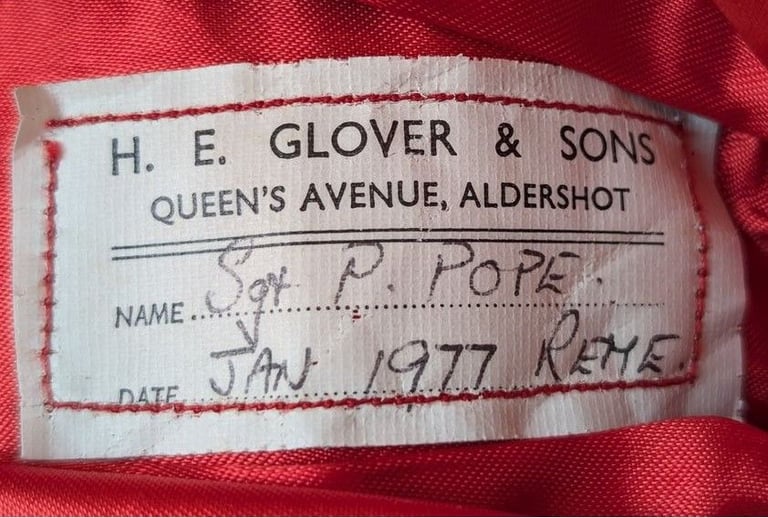 H. E. GLOVER & SONS
QUEEN'S AVENUE, ALDERSHOT
NAME Sgt P. POPE.
DATE JAN 1977 REME.